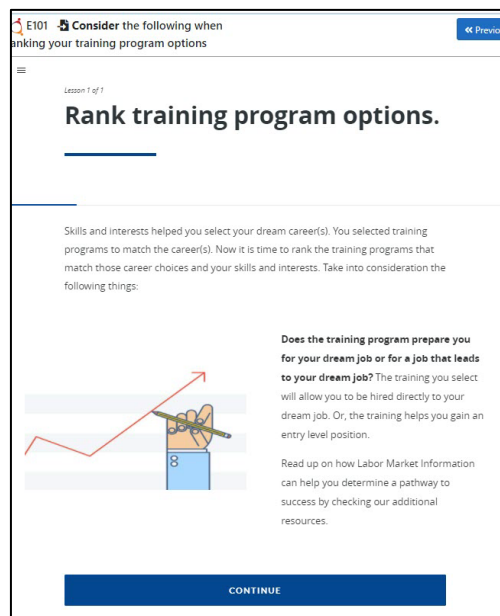 E101 Consider the following when
anking your training program options
Previo
Lesson 1 of 1
Rank training program options.
Skills and interests helped you select your dream career(s). You selected training
programs to match the career(s). Now it is time to rank the training programs that
match those career choices and your skills and interests. Take into consideration the
following things:
Does the training program prepare you
for your dream job or for a job that leads
to your dream job? The training you select
will allow you to be hired directly to your
dream job. Or, the training helps you gain an
entry level position.
Read up on how Labor Market Information
can help you determine a pathway to
success by checking our additional
resources.
CONTINUE